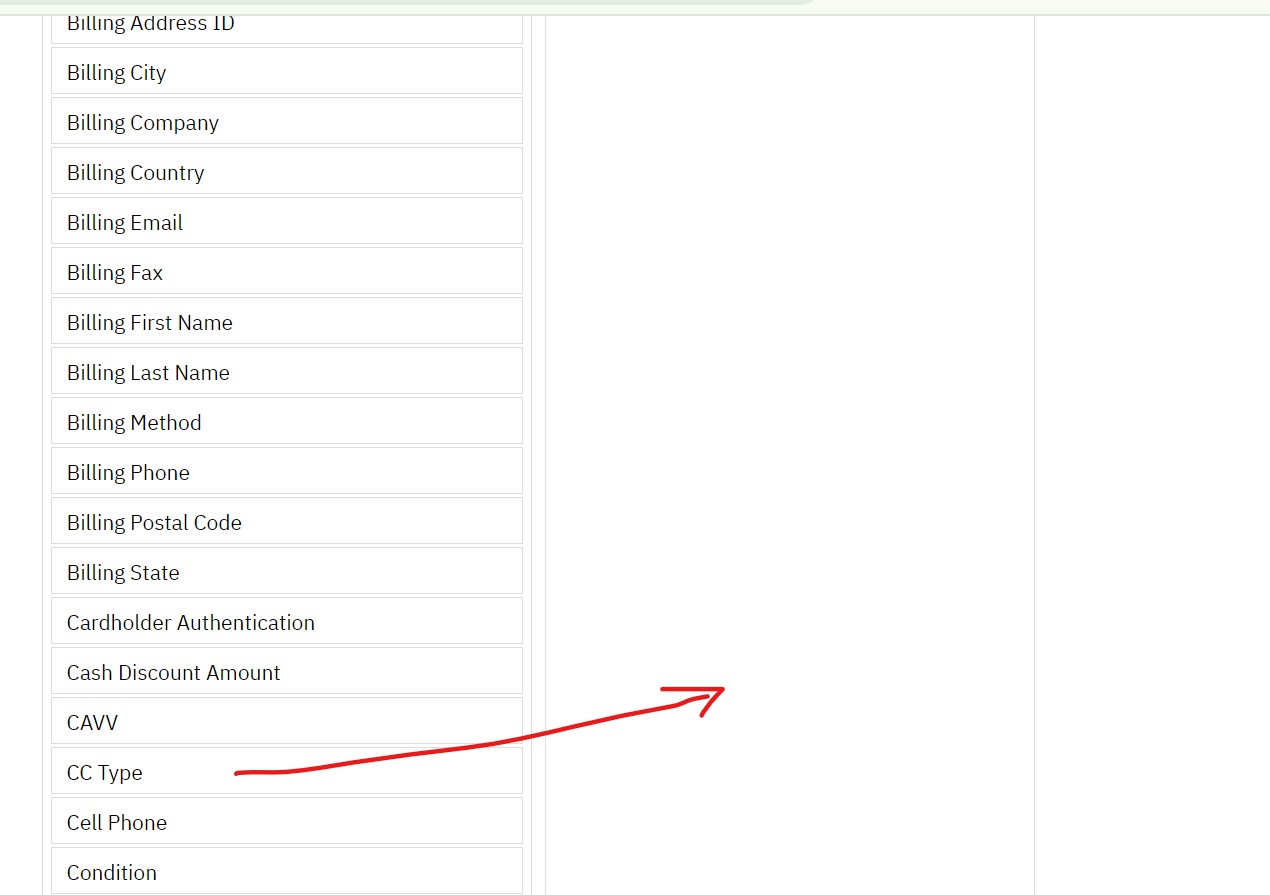 Billing Address ID
Billing City
Billing Company
Billing Country
Billing Email
Billing Fax
Billing First Name
Billing Last Name
Billing Method
Billing Phone
Billing Postal Code
Billing State
Cardholder Authentication
Cash Discount Amount
CAVV
CC Type
Cell Phone
Condition